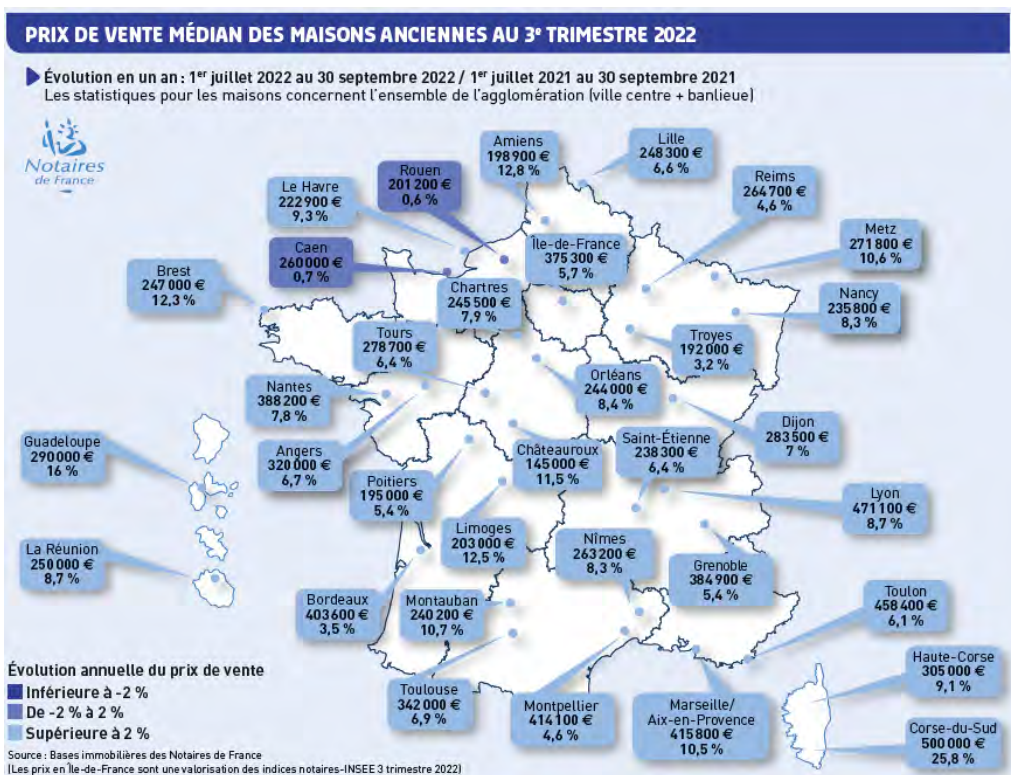 PRIX DE VENTE MÉDIAN DES MAISONS ANCIENNES AU 3e TRIMESTRE 2022
Évolution en un an : 1er juillet 2022 au 30 septembre 2022 / 1er juillet 2021 au 30 septembre 2021
Les statistiques pour les maisons concernent l'ensemble de l'agglomération (ville centre + banlieue)
Notaires
de France
Amiens
198 900 €
12,8 %
Lille
248 300 €
6,6 %
Rouen
201 200 €
0,6 %
Reims
264 700 €
4,6 %
Le Havre
222 900 €
9,3 %
Metz
271 800 €
10,6 %
Île-de-France
375 300 €
5,7 %
Caen
260 000 €
0,7 %
Brest
247 000 €
12,3 %
Chartres
245 500 €
7,9 %
Nancy
235 800 €
8,3 %
Tours
278 700 €
6,4 %
Troyes
192 000 €
3,2 %
Orléans
244 000 €
8,4 %
Nantes
388 200 €
7,8 %
Dijon
283 500 €
7 %
Guadeloupe
290 000 €
16 %
Angers
320 000 €
6,7 %
Châteauroux
145 000 €
11,5 %
Saint-Étienne
238 300 €
6,4 %
Poitiers
195 000 €
5,4 %
Lyon
471 100 €
8,7 %
Limoges
203 000 €
12,5 %
Nîmes
263 200 €
8,3 %
La Réunion
250 000 €
8,7 %
Grenoble
384 900 €
5,4 %
Toulon
458 400 €
6,1 %
Bordeaux
403 600 €
3,5 %
Montauban
240 200 €
10,7 %
Haute-Corse
305 000 €
9,1 %
Toulouse
342 000 €
6,9 %
Montpellier
414 100 €
4,6 %
Marseille/
Aix-en-Provence
415 800 €
10,5 %
Corse-du-Sud
500 000 €
25,8 %
Évolution annuelle du prix de vente
Inférieure à -2 %
De -2 % à 2 %
Supérieure à 2 %
Source : Bases immobilières des Notaires de France
(Les prix en Île-de-France sont une valorisation des indices notaires-INSEE 3 trimestre 2022)